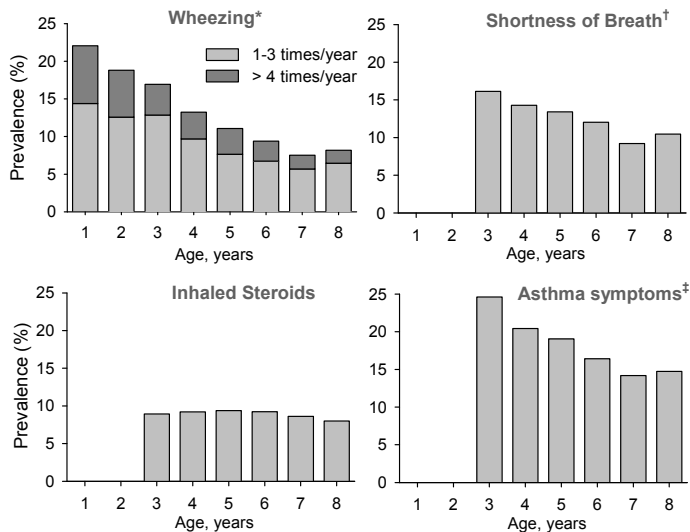 Wheezing*
1-3 times/year
> 4 times/year
Prevalence (%)
25
20
15
10
5
0
1 2 3 4 5 6 7 8
Age, years
Shortness of Breath†
25
20
15
10
5
0
1 2 3 4 5 6 7 8
Age, years
Inhaled Steroids
Prevalence (%)
25
20
15
10
5
0
1 2 3 4 5 6 7 8
Age, years
Asthma symptoms‡
25
20
15
10
5
0
1 2 3 4 5 6 7 8
Age, years